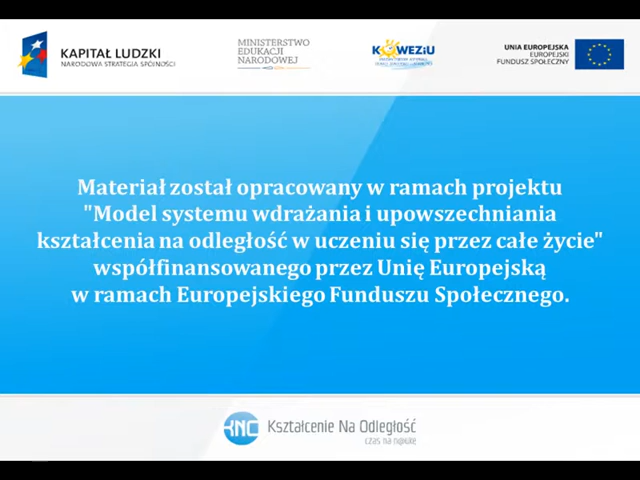 KAPITAŁ LUDZKI
NARODOWA STRATEGIA SPÓJNOŚCI
MINISTERSTWO
EDUKACJI
NARODOWEJ
KOWEZiU
UNIA EUROPEJSKA
EUROPEJSKI
FUNDUSZ SPOŁECZNY
Materiał został opracowany w ramach projektu
"Model systemu wdrażania i upowszechniania
kształcenia na odległość w uczeniu się przez całe życie"
współfinansowanego przez Unię Europejską
w ramach Europejskiego Funduszu Społecznego.
KNO Kształcenie Na Odległość
czas na naukę